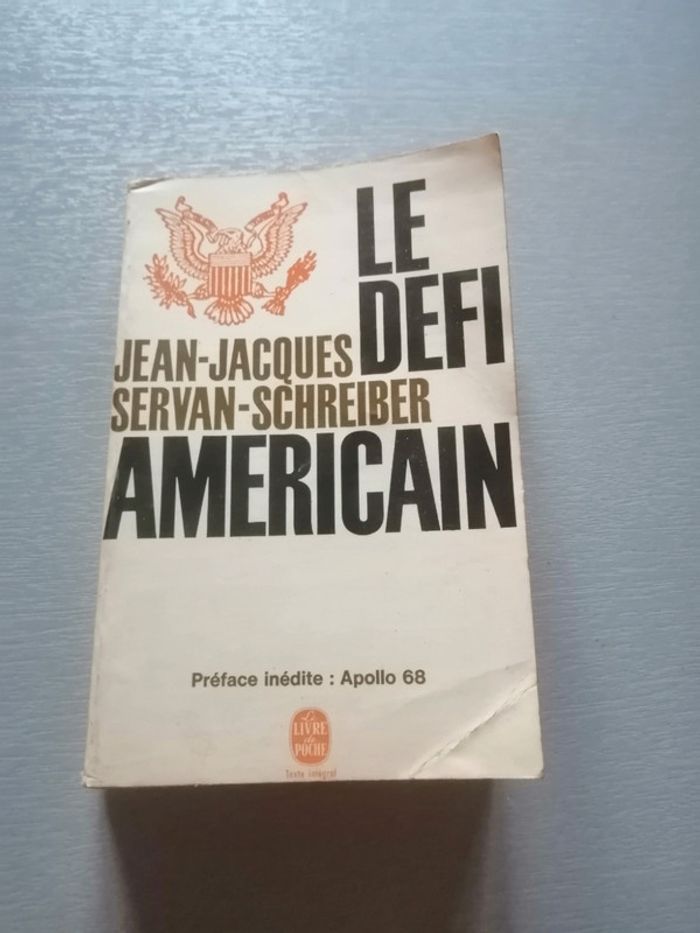 LE
DEFI
JEAN-JACQUES
SERVAN-SCHREIBER
AMERICAIN
Préface inédite : Apollo 68
Le
LIVRE
de
POCHE
Texte intégral